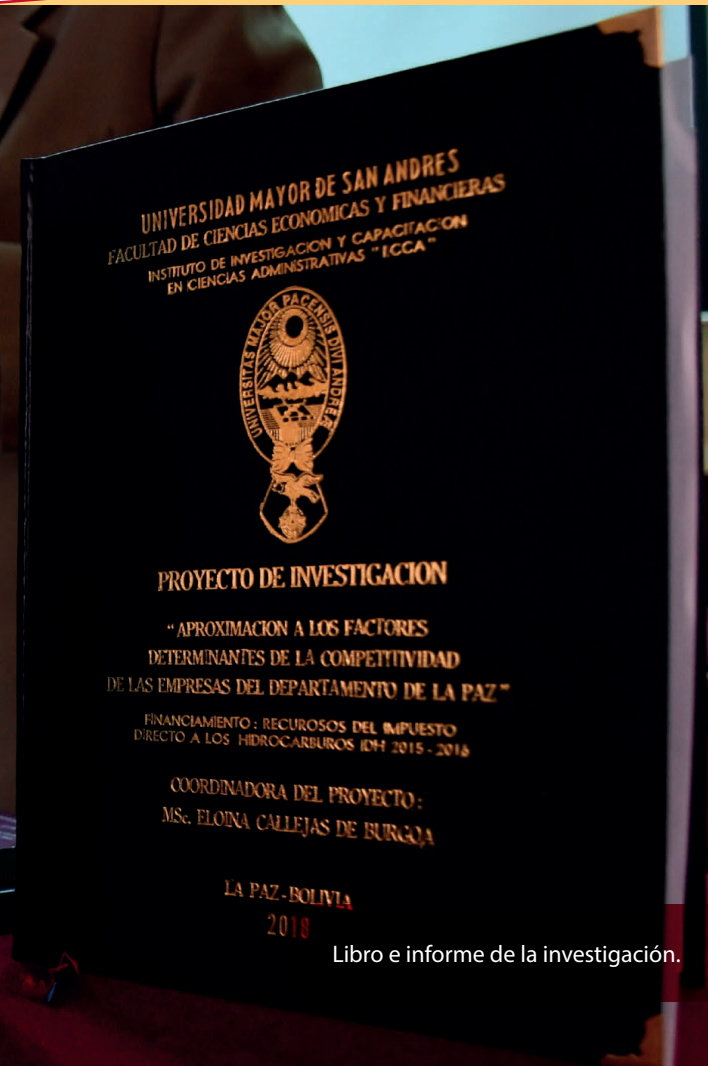 UNIVERSIDAD MAYOR DE SAN ANDRES
FACULTAD DE CIENCIAS ECONOMICAS Y FINANCIERAS
INSTITUTO DE INVESTIGACION Y CAPACITACION
EN CIENCIAS ADMINISTRATIVAS "IICCA"
UNIVERSITAS MAJOR PACENSIS DIVI ANDREÆ
PROYECTO DE INVESTIGACION
"APROXIMACION A LOS FACTORES
DETERMINANTES DE LA COMPETITIVIDAD
DE LAS EMPRESAS DEL DEPARTAMENTO DE LA PAZ"
FINANCIAMIENTO: RECUROSOS DEL IMPUESTO
DIRECTO A LOS HIDROCARBUROS IDH 2015-2016
COORDINADORA DEL PROYECTO:
MSc. ELOINA CALLEJAS DE BURGOA
LA PAZ-BOLIVIA
2018
Libro e informe de la investigación.